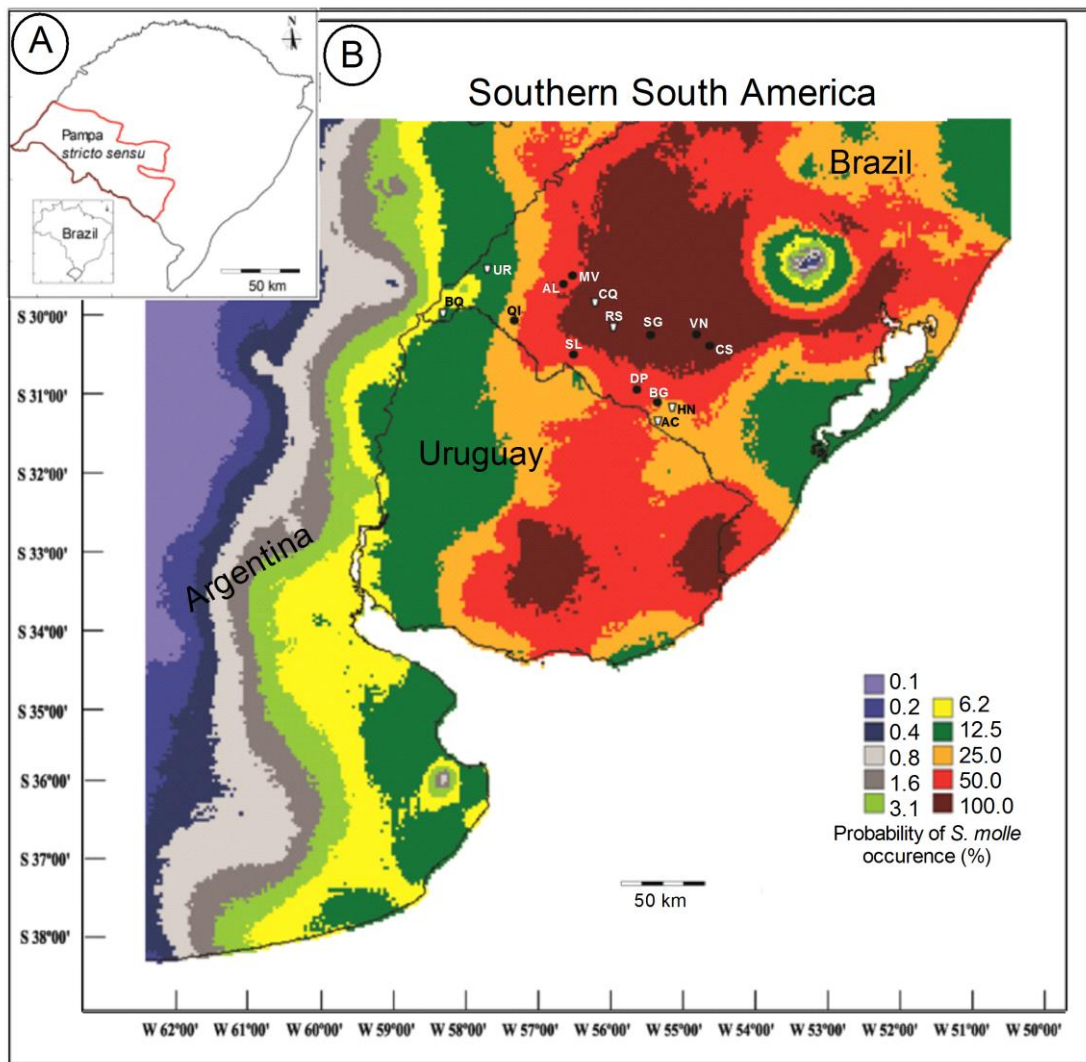 A
N
Pampa
stricto sensu
Brazil
50 km
B
Southern South America
Brazil
Uruguay
Argentina
UR
BQ
QI
AL
MV
CQ
RS
SL
SG
VN
CS
DP
BG
HN
AC
S 30°00'
S 31°00'
S 32°00'
S 33°00'
S 34°00'
S 35°00'
S 36°00'
S 37°00'
S 38°00'
0.1
0.2
0.4
0.8
1.6
3.1
6.2
12.5
25.0
50.0
100.0
Probability of S. molle
occurence (%)
50 km
W 62°00' W 61°00' W 60°00' W 59°00' W 58°00' W 57°00' W 56°00' W 55°00' W 54°00' W 53°00' W 52°00' W 51°00' W 50°00'